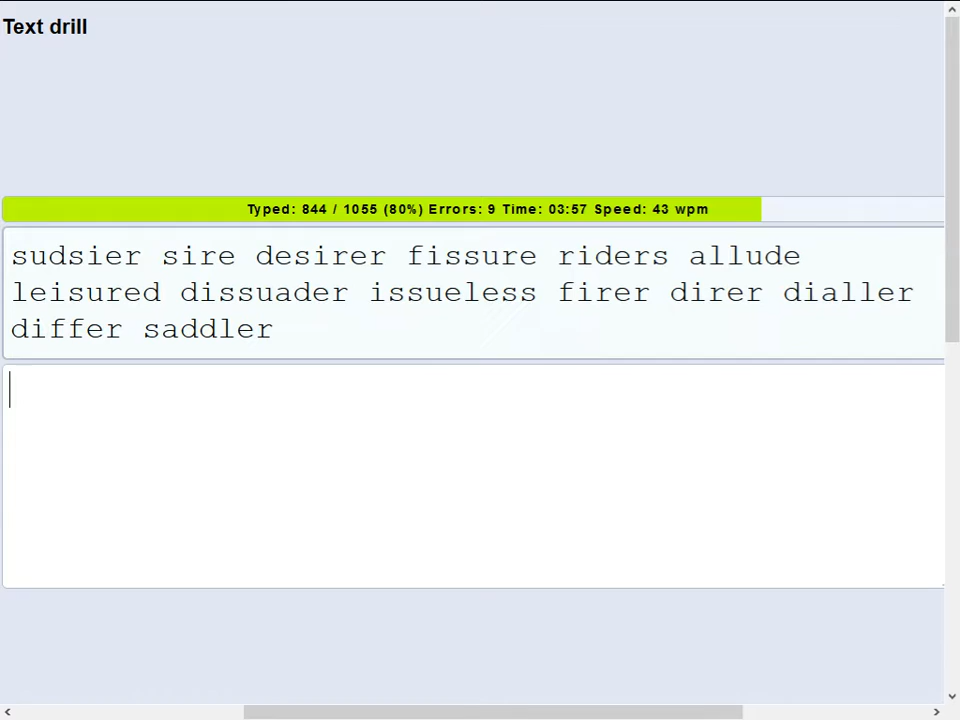 Text drill
Typed: 844 / 1055 (80%) Errors: 9 Time: 03:57 Speed: 43 wpm
sudsier sire desirer fissure riders allude
leisured dissuader issueless firer direr dialler
differ saddler